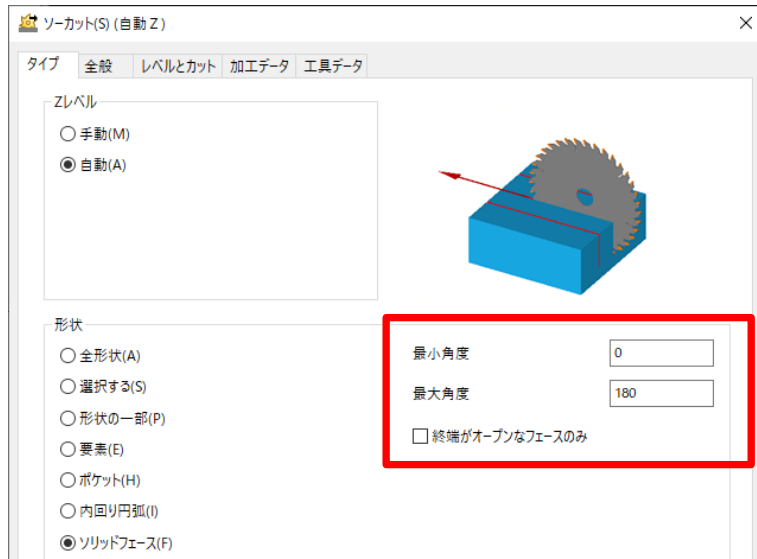 ソーカット(S) (自動 Z )
タイプ 全般 レベルとカット 加工データ 工具データ
Zレベル
手動(M)
自動(A)
形状
全形状(A)
選択する(S)
形状の一部(P)
要素(E)
ポケット(H)
内回り円弧(I)
ソリッドフェース(F)
最小角度 0
最大角度 180
終端がオープンなフェースのみ